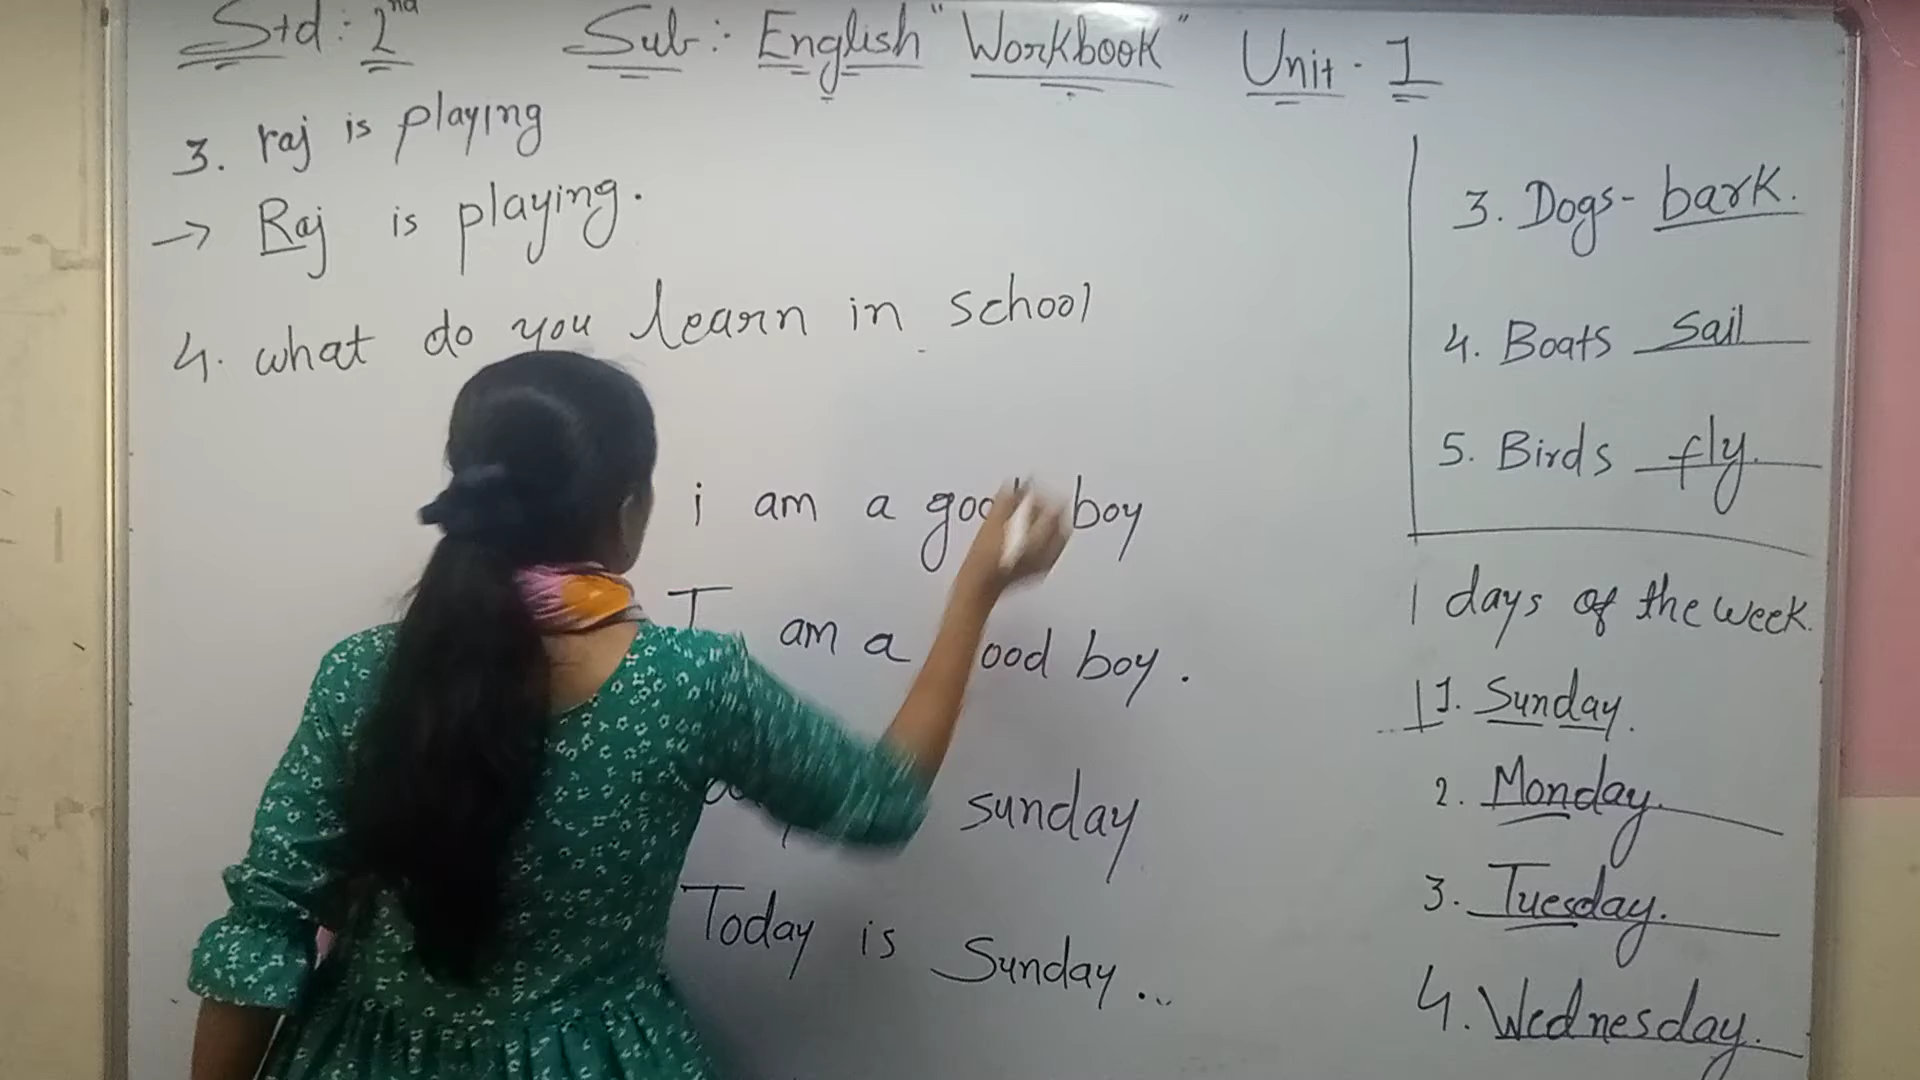 Std : 2nd Sub :- English "Workbook" Unit - 1
3. raj is playing
→ Raj is playing.
4. what do you learn in school
i am a good boy
I am a ood boy.
sunday
Today is Sunday..
3. Dogs- bark.
4. Boats sail
5. Birds fly.
days of the week.
1. Sunday.
2. Monday.
3. Tuesday.
4. Wednesday.